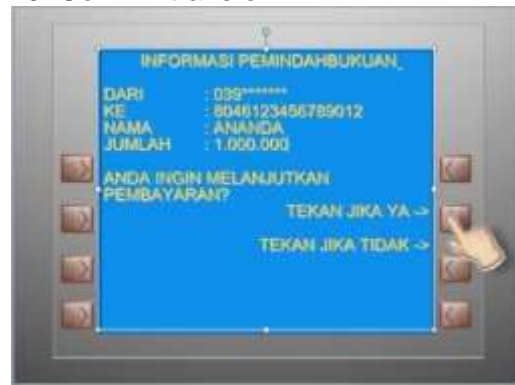 INFORMASI PEMINDAHBUKUAN_
DARI : 039*******
KE : 8046123456789012
NAMA : ANANDA
JUMLAH : 1.000.000
ANDA INGIN MELANJUTKAN
PEMBAYARAN?
TEKAN JIKA YA ->
TEKAN JIKA TIDAK ->